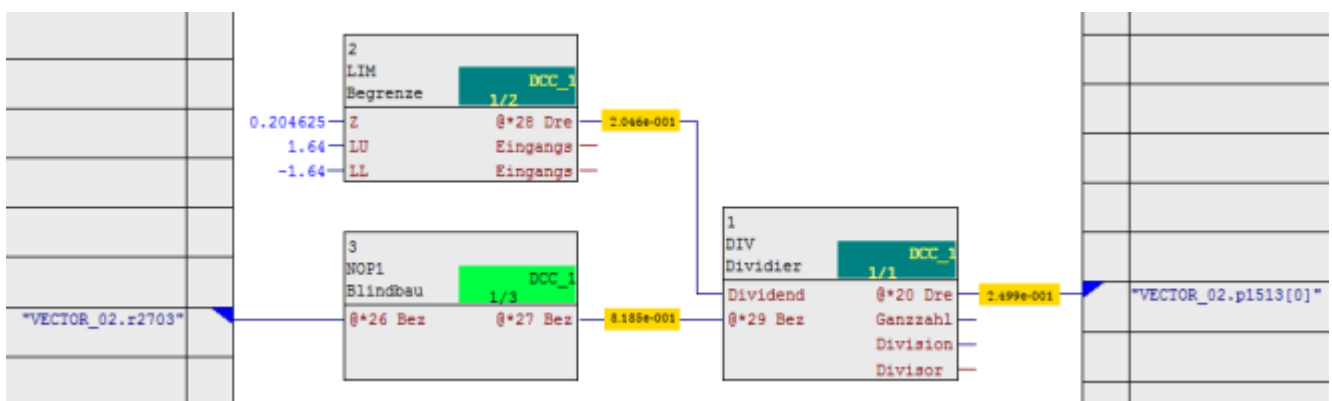 2
LIM
Begrenze
DCC_1
1/2
0.204625
Z
@*28 Dre
2.046e-001
1.64
LU
Eingangs
-1.64
LL
Eingangs
3
NOP1
Blindbau
DCC_1
1/3
"VECTOR_02.r2703"
@*26 Bez
@*27 Bez
8.185e-001
1
DIV
Dividier
DCC_1
1/1
Dividend
@*20 Dre
2.499e-001
"VECTOR_02.p1513[0]"
@*29 Bez
Ganzzahl
Division
Divisor